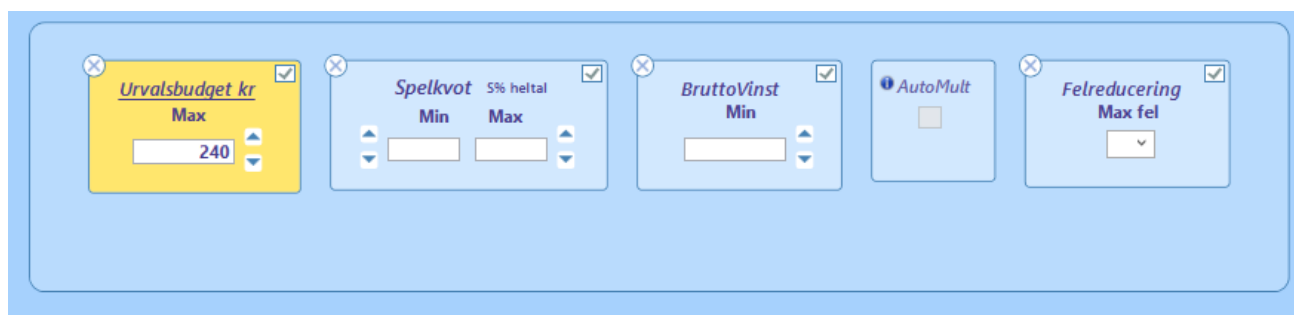 Urvalsbudget kr
Max
240
Spelkvot 5% heltal
Min Max
BruttoVinst
Min
AutoMult
Felreducering
Max fel